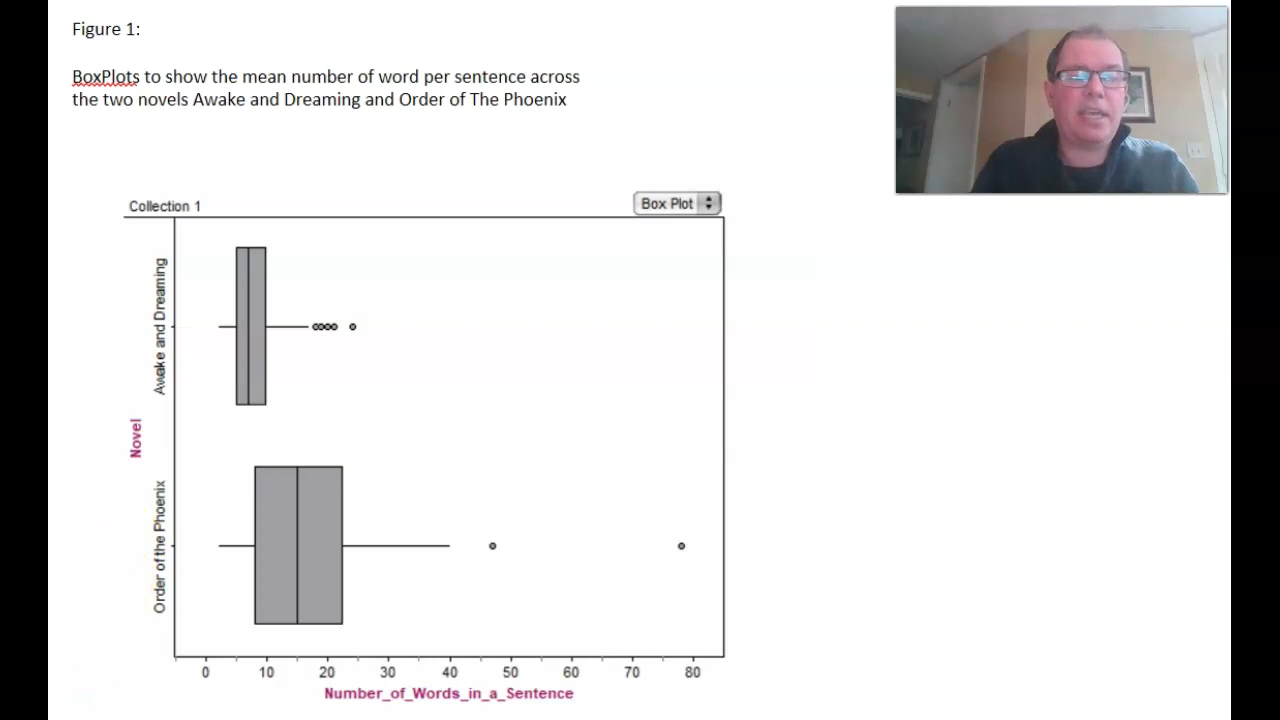 Figure 1:
BoxPlots to show the mean number of word per sentence across
the two novels Awake and Dreaming and Order of The Phoenix
Collection 1
Box Plot
Awake and Dreaming
Novel
Order of the Phoenix
0 10 20 30 40 50 60 70 80
Number_of_Words_in_a_Sentence